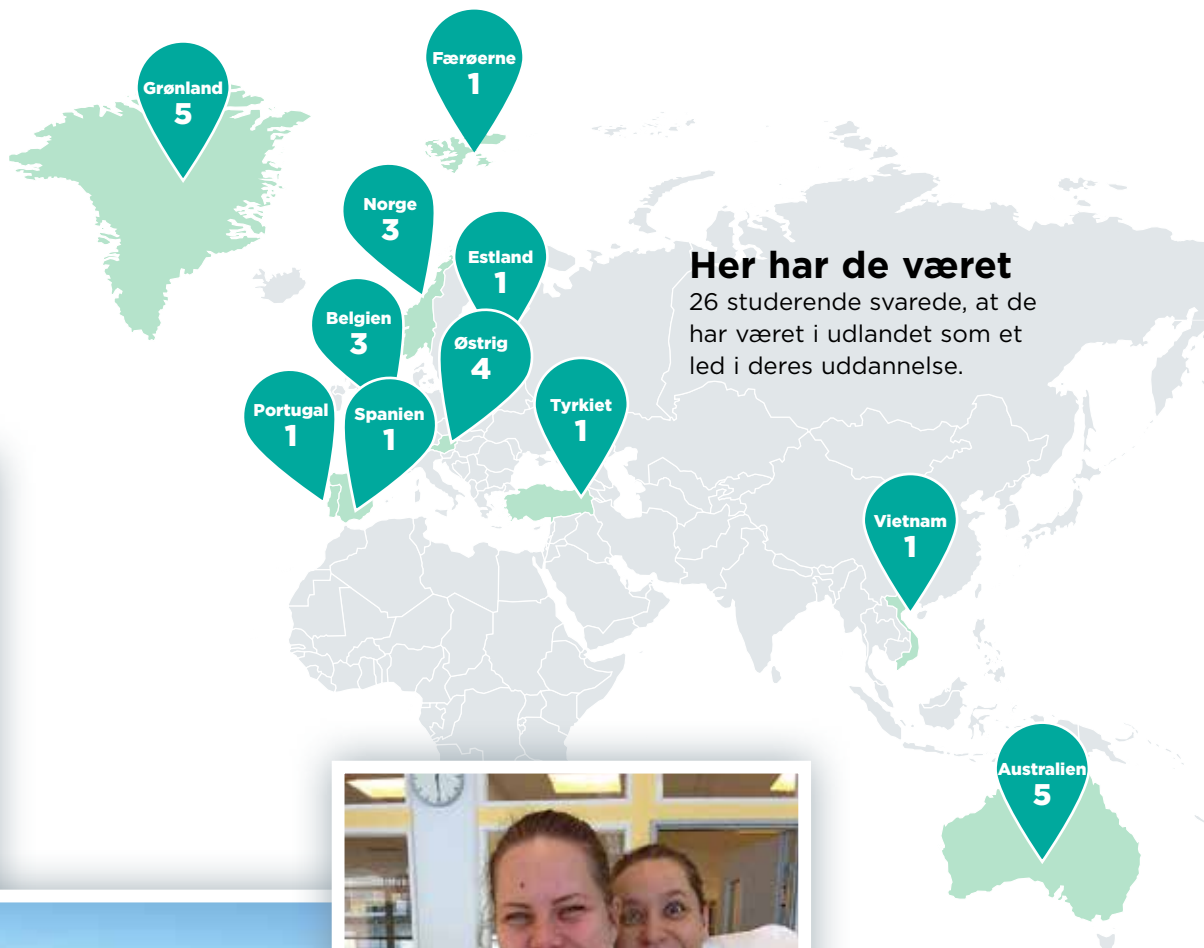 Færøerne
1
Grønland
5
Norge
3
Estland
1
Her har de været
26 studerende svarede, at de
har været i udlandet som et
led i deres uddannelse.
Belgien
3
Østrig
4
Portugal
1
Spanien
1
Tyrkiet
1
Vietnam
1
Australien
5